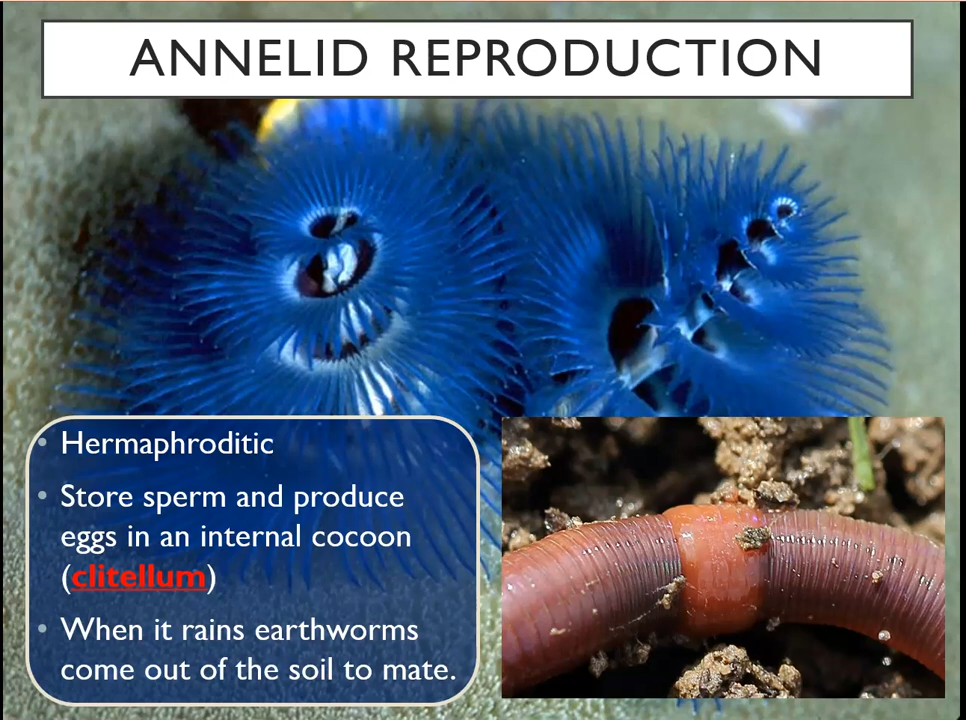 ANNELID REPRODUCTION
• Hermaphroditic
• Store sperm and produce
eggs in an internal cocoon
(clitellum)
• When it rains earthworms
come out of the soil to mate.